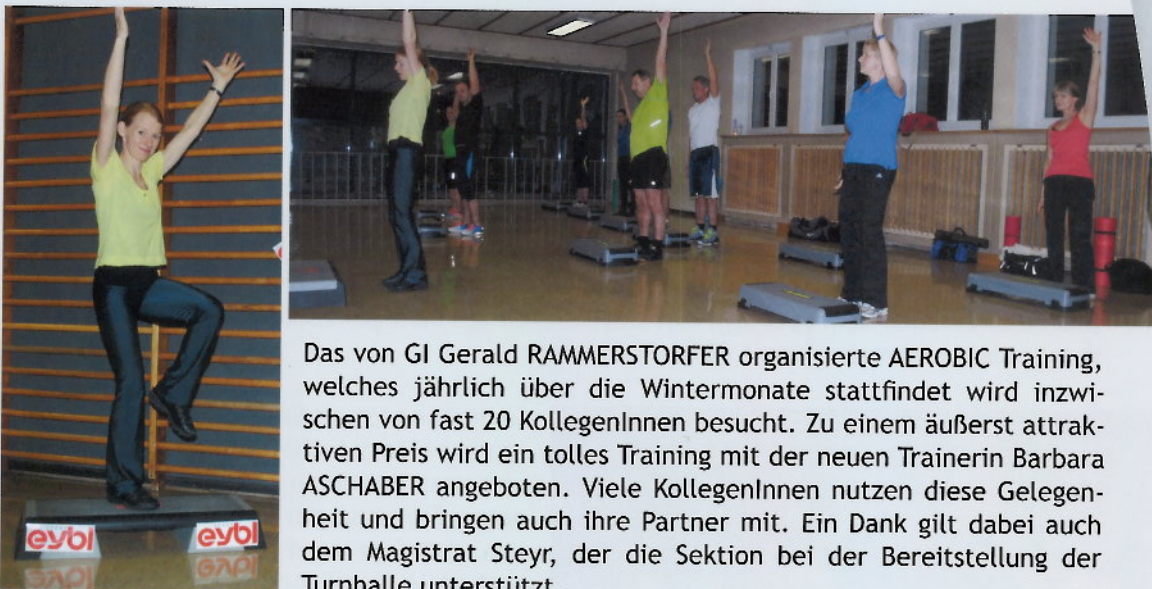 eybl
eybl
Das von GI Gerald RAMMERSTORFER organisierte AEROBIC Training,
welches jährlich über die Wintermonate stattfindet wird inzwi-
schen von fast 20 KollegenInnen besucht. Zu einem äußerst attrak-
tiven Preis wird ein tolles Training mit der neuen Trainerin Barbara
ASCHABER angeboten. Viele KollegenInnen nutzen diese Gelegen-
heit und bringen auch ihre Partner mit. Ein Dank gilt dabei auch
dem Magistrat Steyr, der die Sektion bei der Bereitstellung der
Turnhalle unterstützt